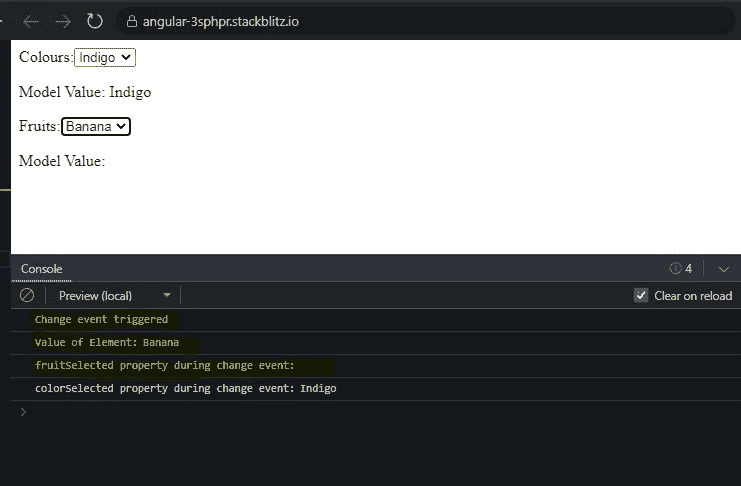 angular-3sphpr.stackblitz.io
Colours: Indigo
Model Value: Indigo
Fruits: Banana
Model Value:
Console
4
Preview (local)
Clear on reload
Change event triggered
Value of Element: Banana
fruitSelected property during change event:
colorSelected property during change event: Indigo